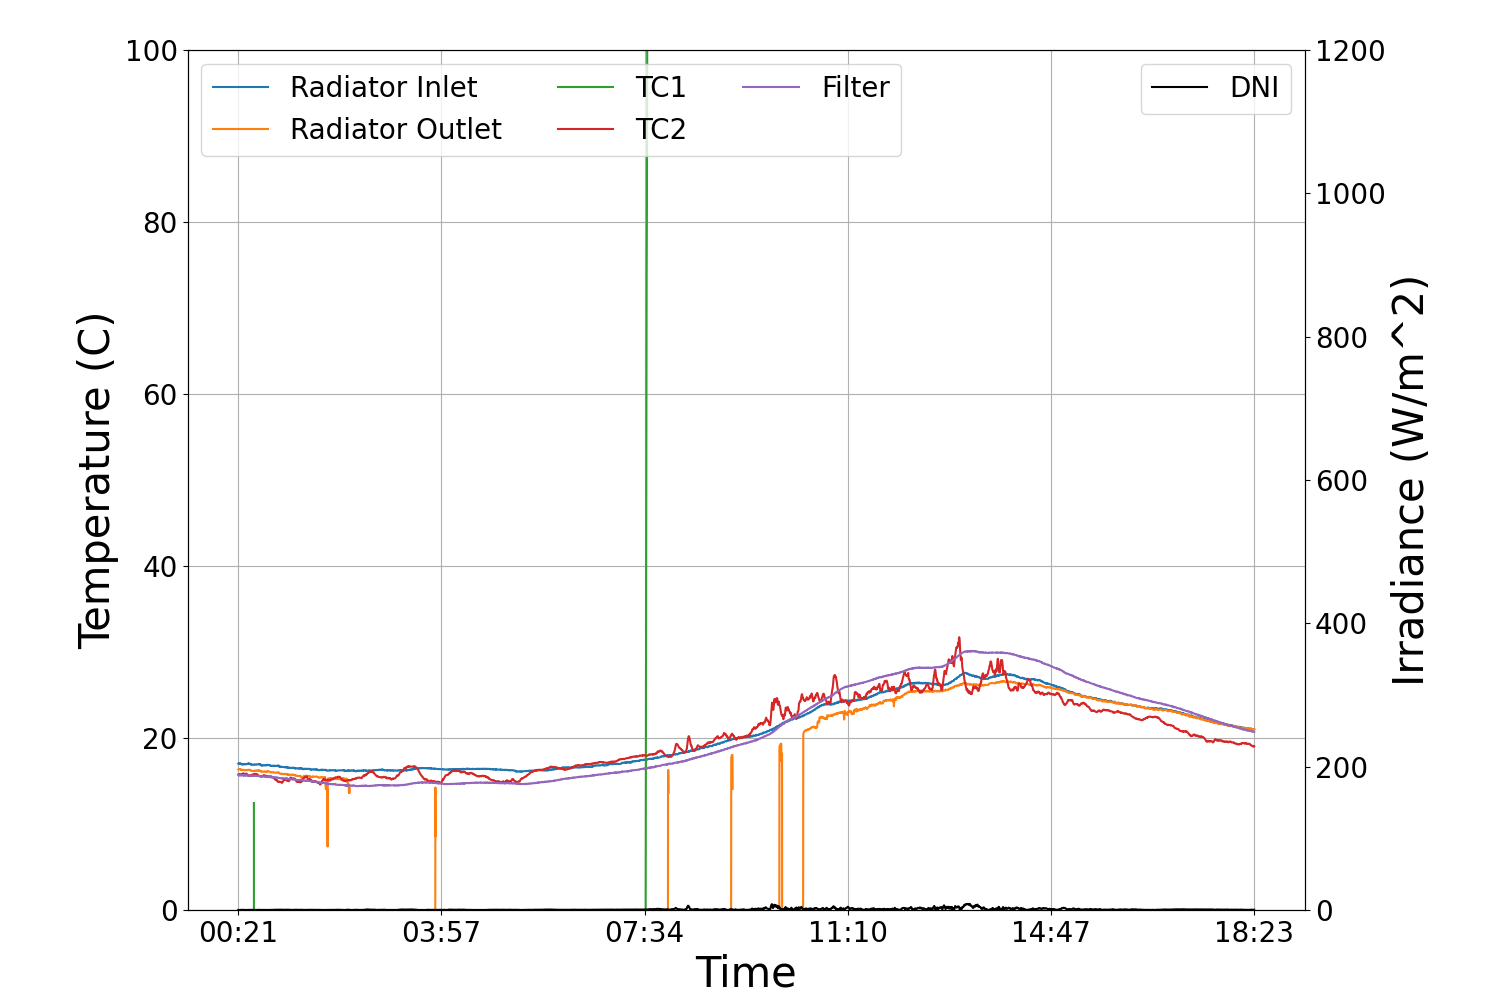 100
80
60
40
20
0
Temperature (C)
Radiator Inlet
Radiator Outlet
TC1
TC2
Filter
DNI
1200
1000
800
600
400
200
0
Irradiance (W/m^2)
00:21 03:57 07:34 11:10 14:47 18:23
Time